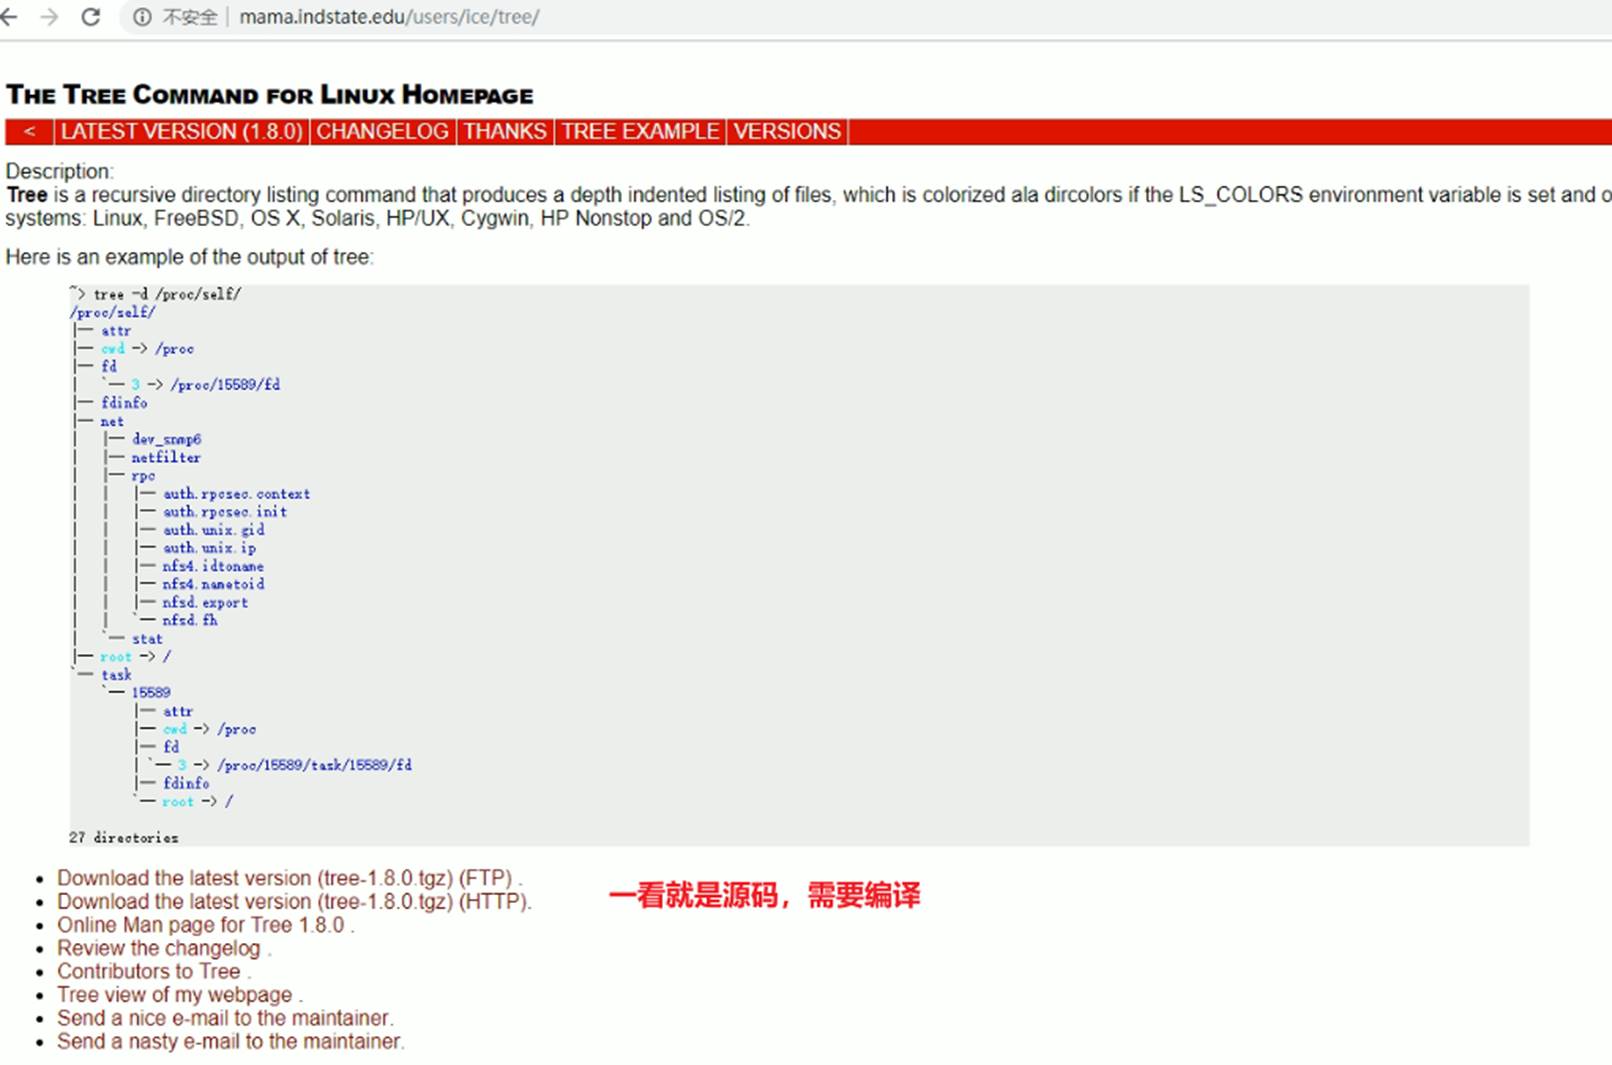 不安全 | mama.indstate.edu/users/ice/tree/
THE TREE COMMAND FOR LINUX HOMEPAGE
< LATEST VERSION (1.8.0) CHANGELOG THANKS TREE EXAMPLE VERSIONS
Description:
Tree is a recursive directory listing command that produces a depth indented listing of files, which is colorized ala dircolors if the LS_COLORS environment variable is set and o
systems: Linux, FreeBSD, OS X, Solaris, HP/UX, Cygwin, HP Nonstop and OS/2.
Here is an example of the output of tree:
~> tree -d /proc/self/
/proc/self/
|-- attr
|-- cwd -> /proc
|-- fd
|   `-- 3 -> /proc/15589/fd
|-- fdinfo
|-- net
|   |-- dev_snmp6
|   |-- netfilter
|   |-- rpc
|   |   |-- auth.rpcsec.context
|   |   |-- auth.rpcsec.init
|   |   |-- auth.unix.gid
|   |   |-- auth.unix.ip
|   |   |-- nfs4.idtoname
|   |   |-- nfs4.nametoid
|   |   |-- nfsd.export
|   |   `-- nfsd.fh
|   `-- stat
|-- root -> /
`-- task
    `-- 15589
        |-- attr
        |-- cwd -> /proc
        |-- fd
        | `-- 3 -> /proc/15589/task/15589/fd
        |-- fdinfo
        `-- root -> /
27 directories
• Download the latest version (tree-1.8.0.tgz) (FTP) .
一看就是源码，需要编译
• Download the latest version (tree-1.8.0.tgz) (HTTP).
• Online Man page for Tree 1.8.0 .
• Review the changelog .
• Contributors to Tree .
• Tree view of my webpage .
• Send a nice e-mail to the maintainer.
• Send a nasty e-mail to the maintainer.